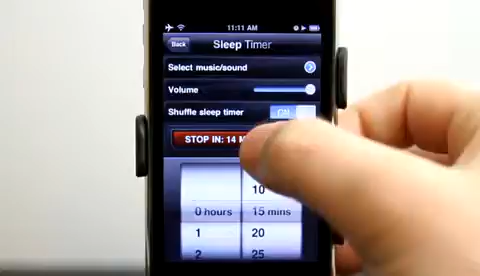 11:11 AM
Back Sleep Timer
Select music/sound
Volume
Shuffle sleep timer ON
STOP IN: 14 M
10
0 hours 15 mins
1 20
2 25